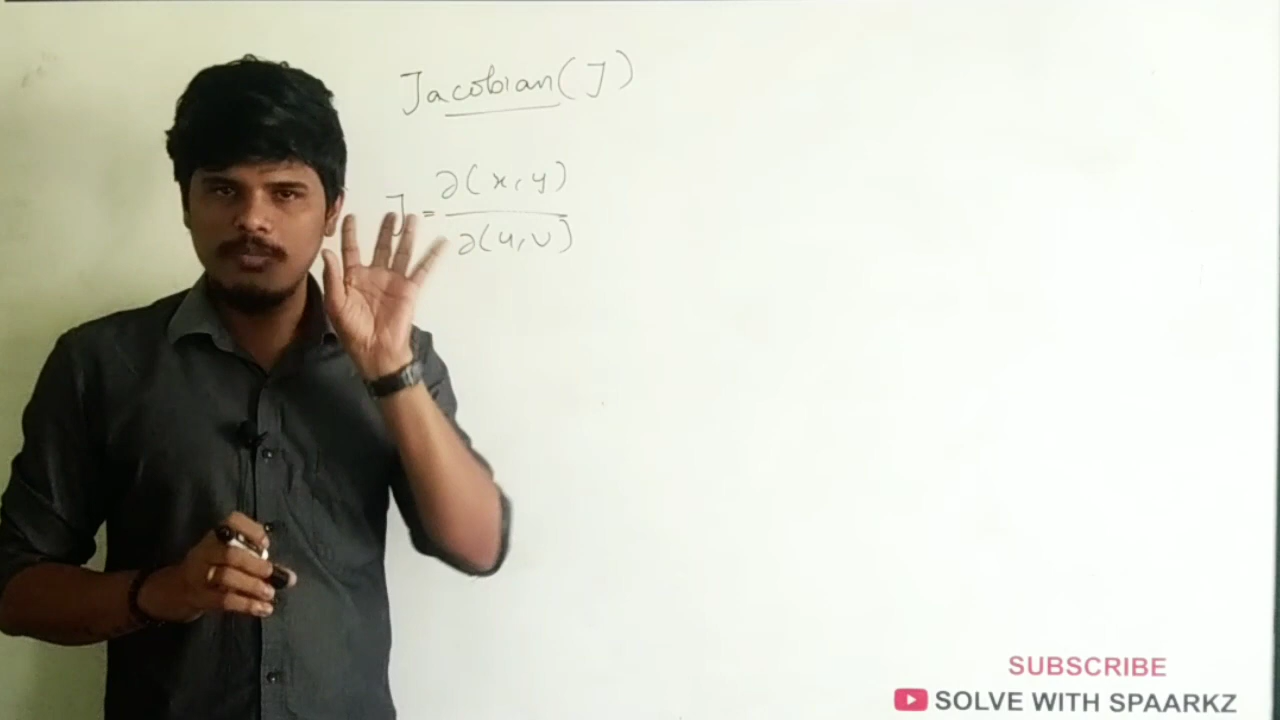 Jacobian (J)
J = ∂(x, y)
∂(u, v)
SUBSCRIBE
SOLVE WITH SPAARKZ